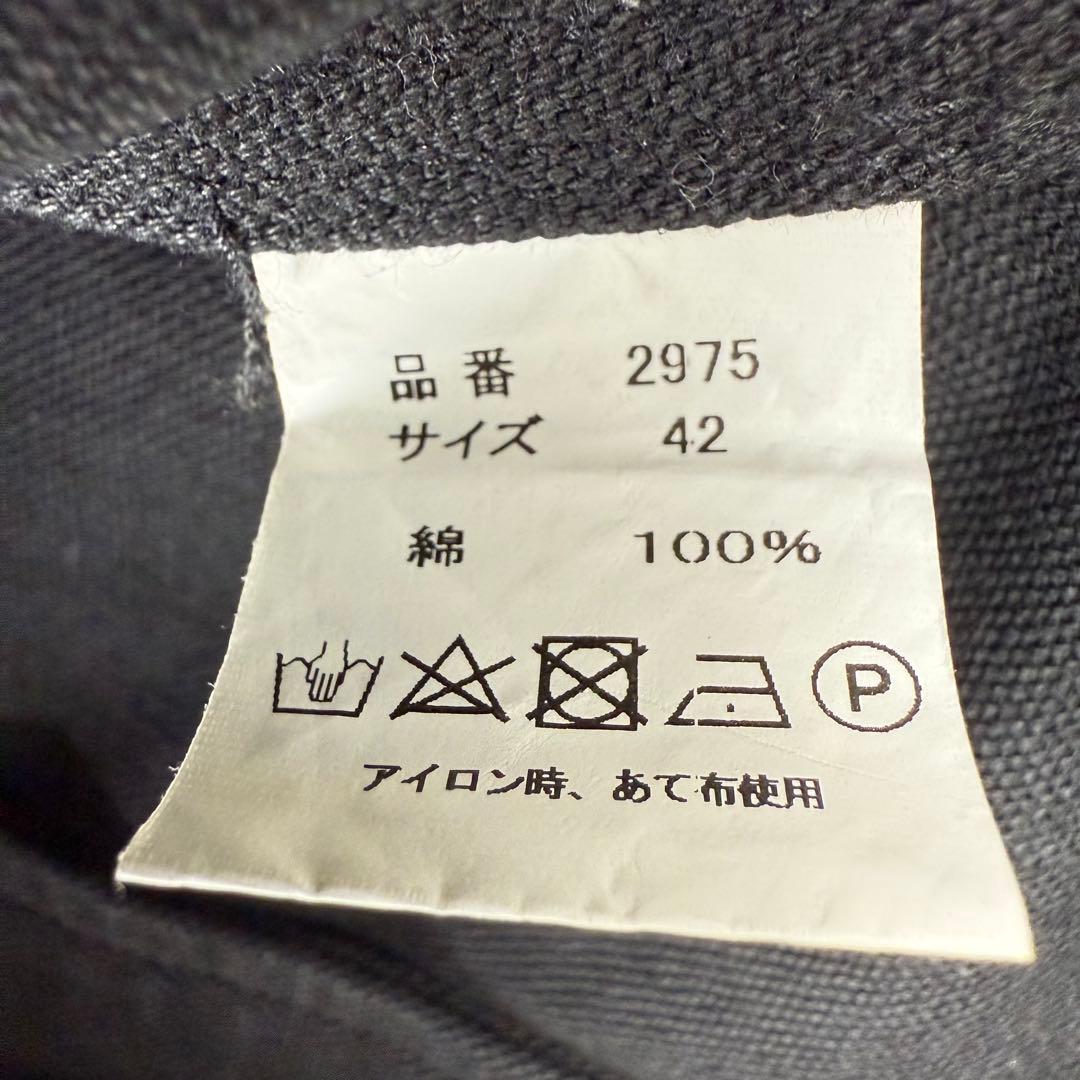 品番 2975
サイズ 42
綿 100%
P
アイロン時、あて布使用